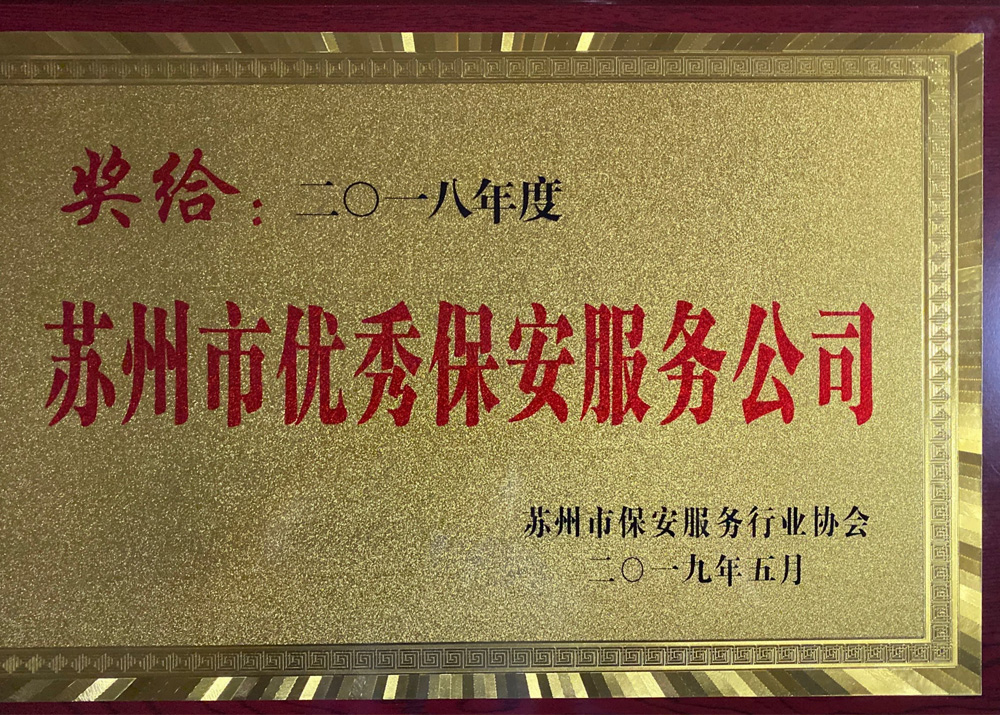 奖给：二〇一八年度
苏州市优秀保安服务公司
苏州市保安服务行业协会
二〇一九年五月